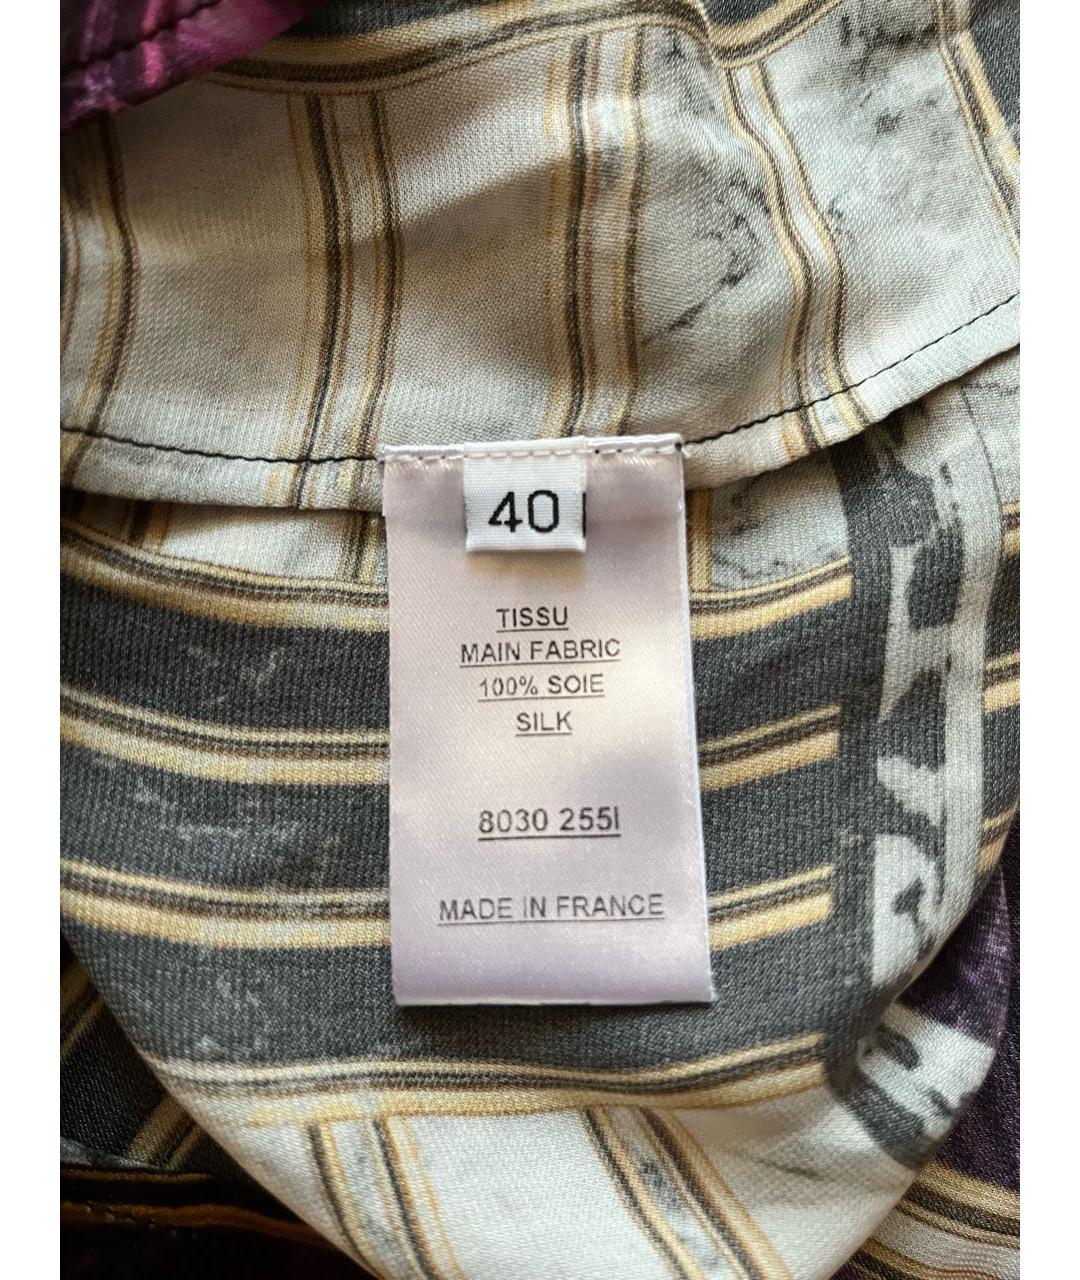 40
TISSU
MAIN FABRIC
100% SOIE
SILK
8030 255I
MADE IN FRANCE